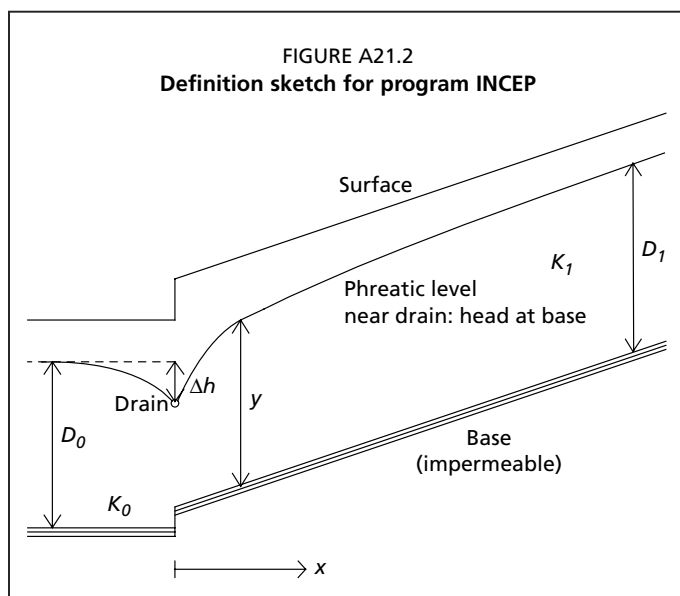 FIGURE A21.2
Definition sketch for program INCEP
Surface
K1
D1
Phreatic level
near drain: head at base
Δh
Drain
y
D0
Base
(impermeable)
K0
x